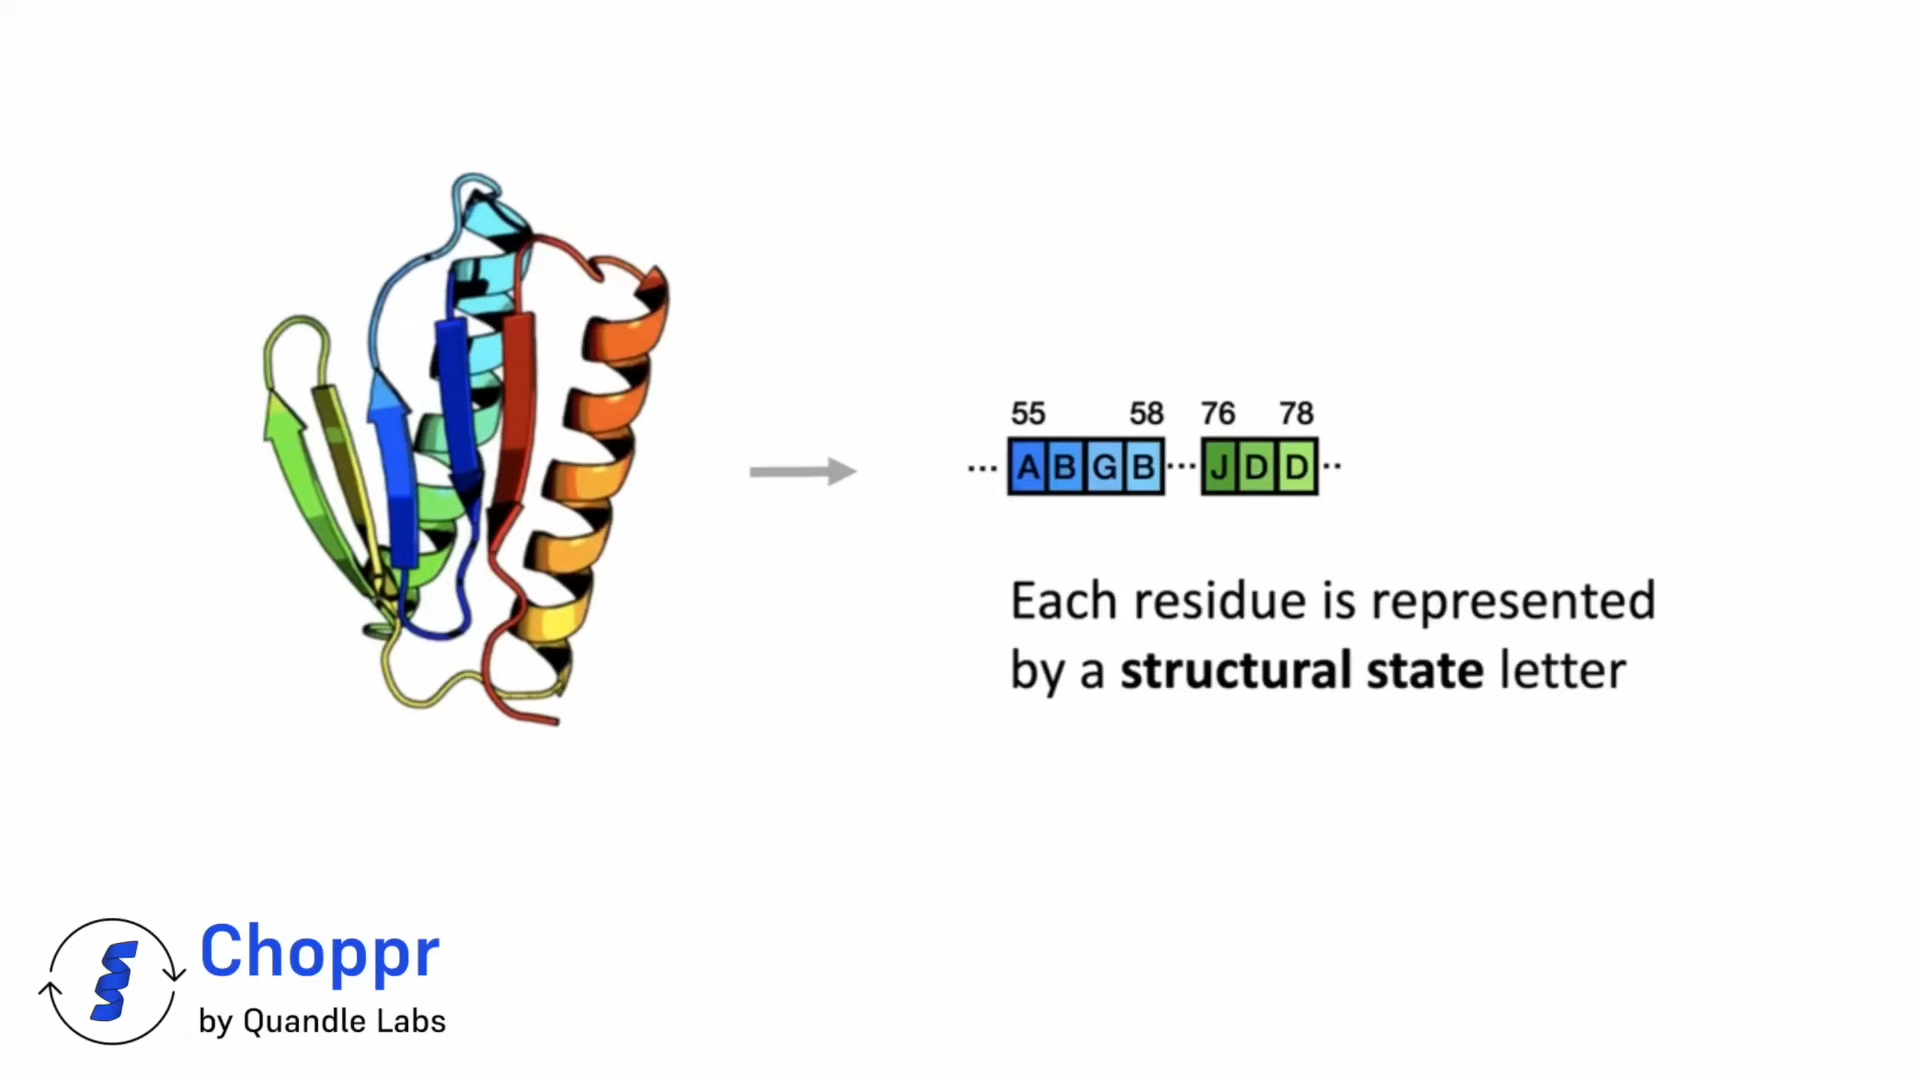 55 58 76 78
... A B G B ... J D D ..
Each residue is represented
by a structural state letter
Choppr
by Quandle Labs